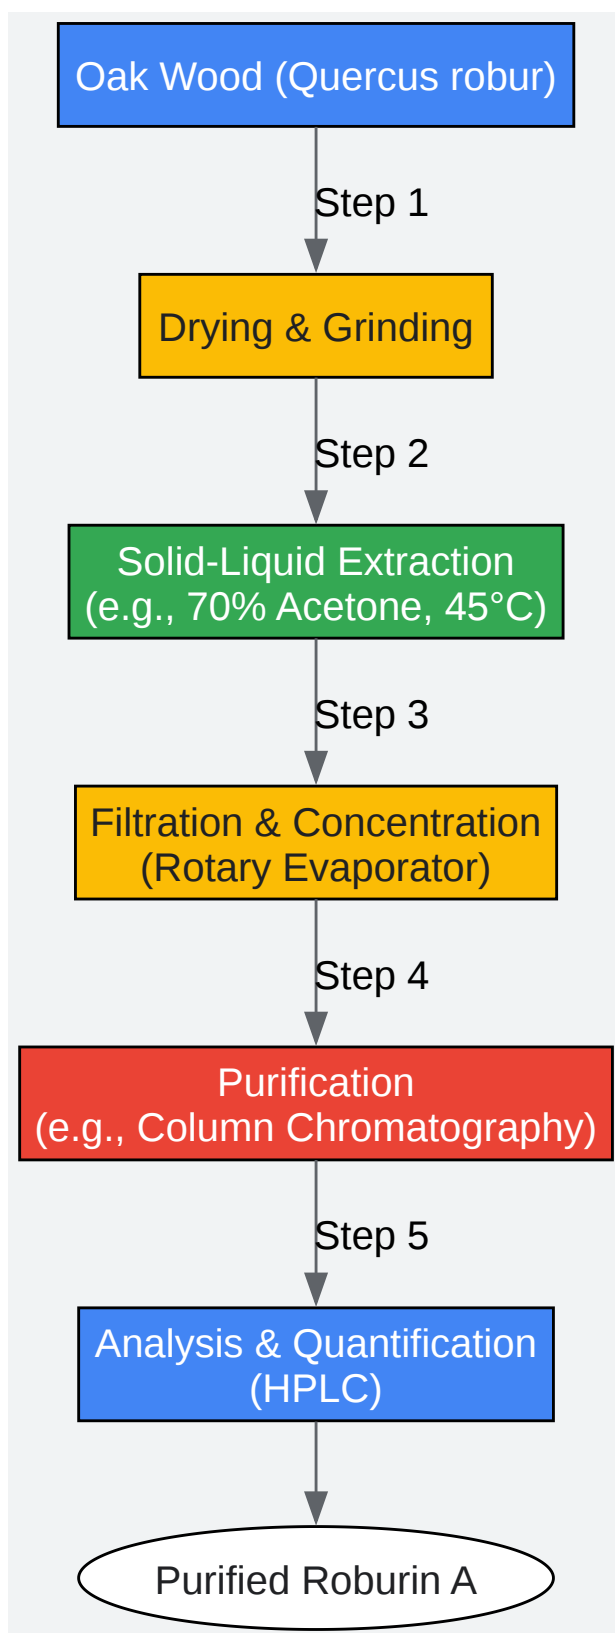 Oak Wood (Quercus robur)
Step 1
Drying & Grinding
Step 2
Solid-Liquid Extraction
(e.g., 70% Acetone, 45°C)
Step 3
Filtration & Concentration
(Rotary Evaporator)
Step 4
Purification
(e.g., Column Chromatography)
Step 5
Analysis & Quantification
(HPLC)
Purified Roburin A